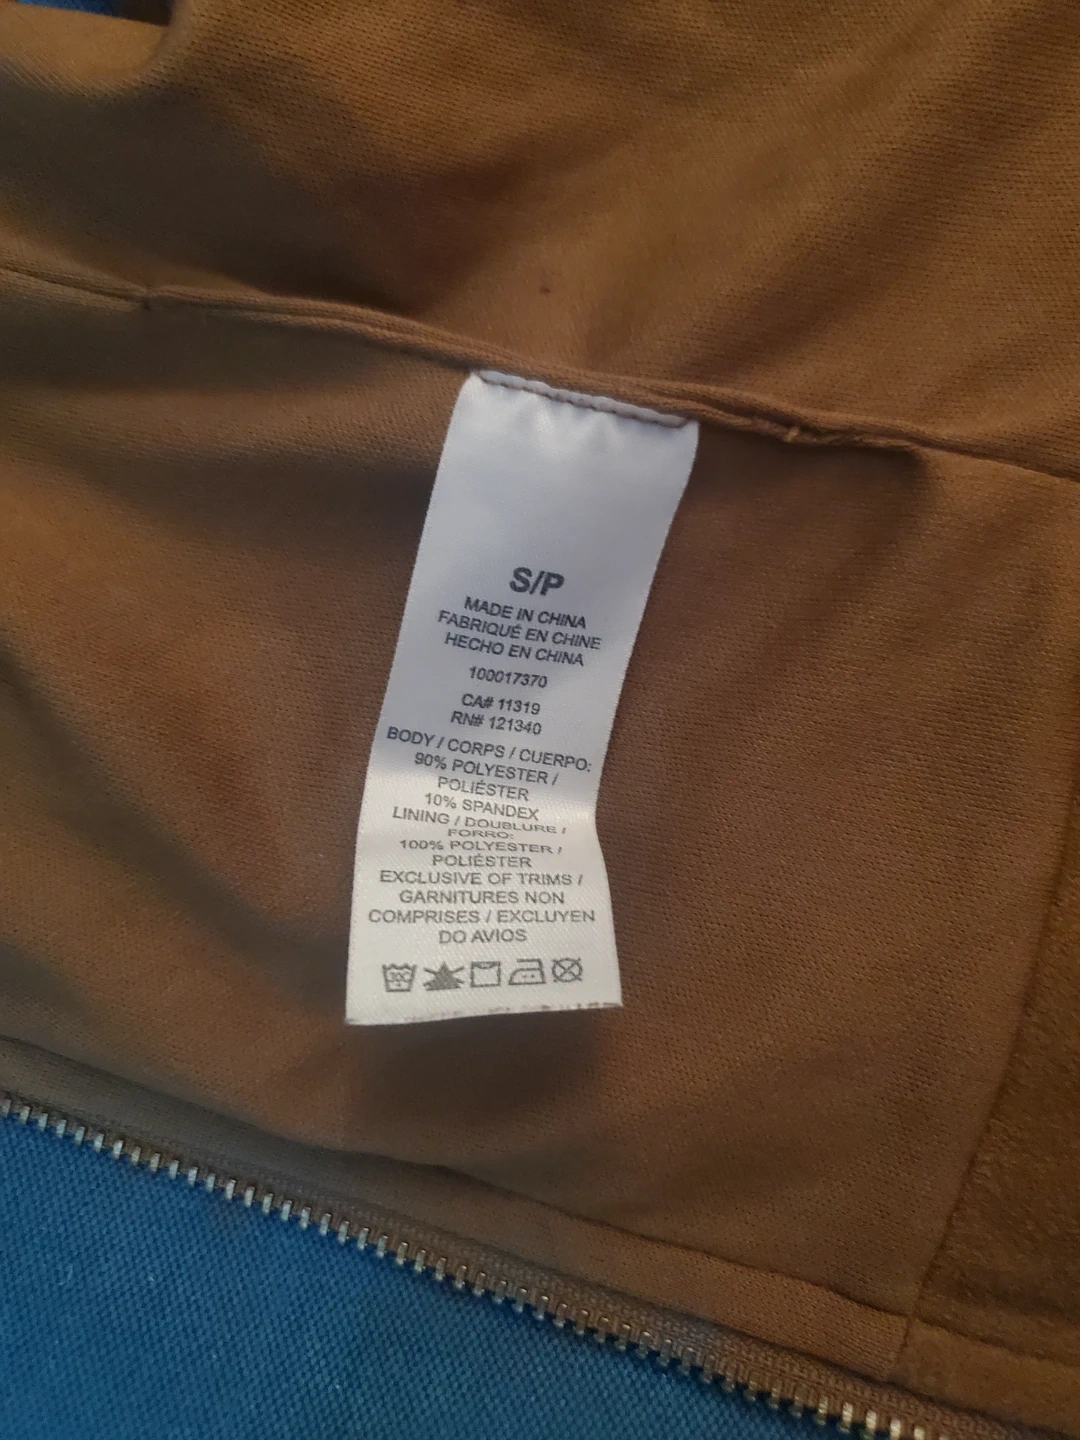 S/P
MADE IN CHINA
FABRIQUÉ EN CHINE
HECHO EN CHINA
100017370
CA# 11319
RN# 121340
BODY / CORPS / CUERPO:
90% POLYESTER /
POLIÉSTER
10% SPANDEX
LINING / DOUBLURE /
FORRO:
100% POLYESTER /
POLIÉSTER
EXCLUSIVE OF TRIMS /
GARNITURES NON
COMPRISES / EXCLUYEN
DO AVIOS